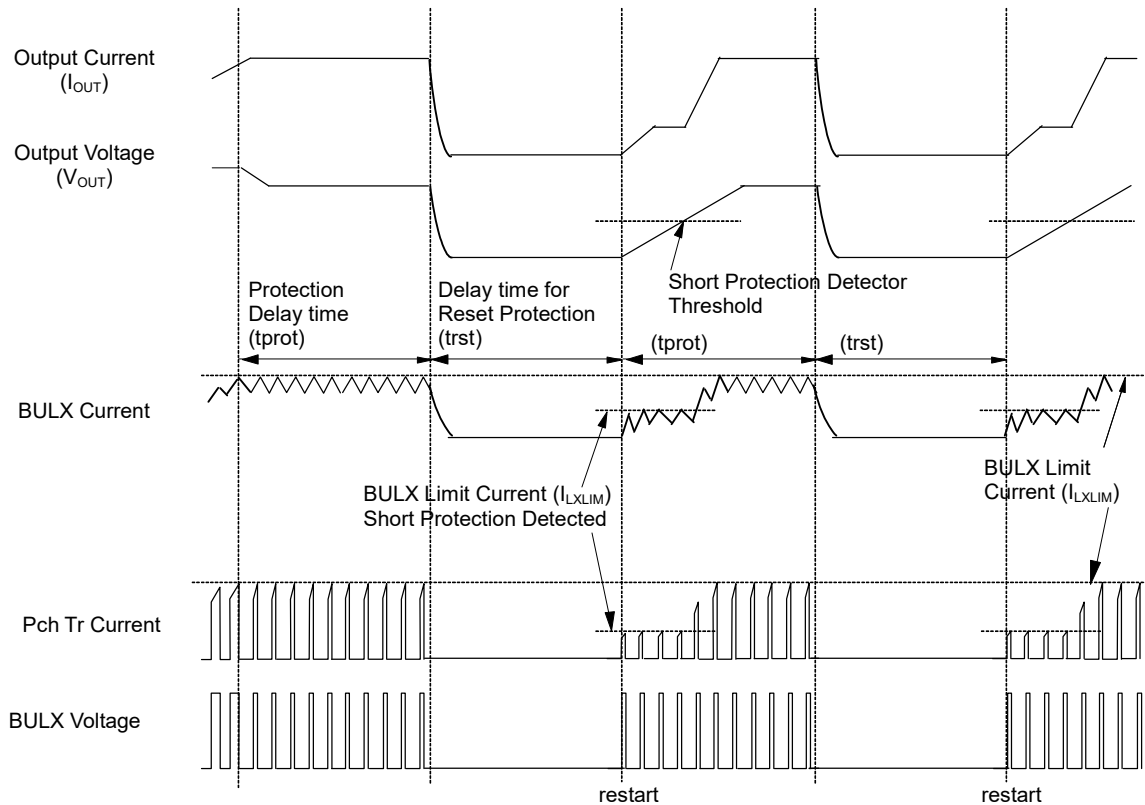 Output Current
(IOUT)
Output Voltage
(VOUT)
Short Protection Detector
Threshold
Protection
Delay time
(tprot)
Delay time for
Reset Protection
(trst)
(tprot)
(trst)
BULX Current
BULX Limit Current (ILXLIM)
Short Protection Detected
BULX Limit
Current (ILXLIM)
Pch Tr Current
BULX Voltage
restart
restart